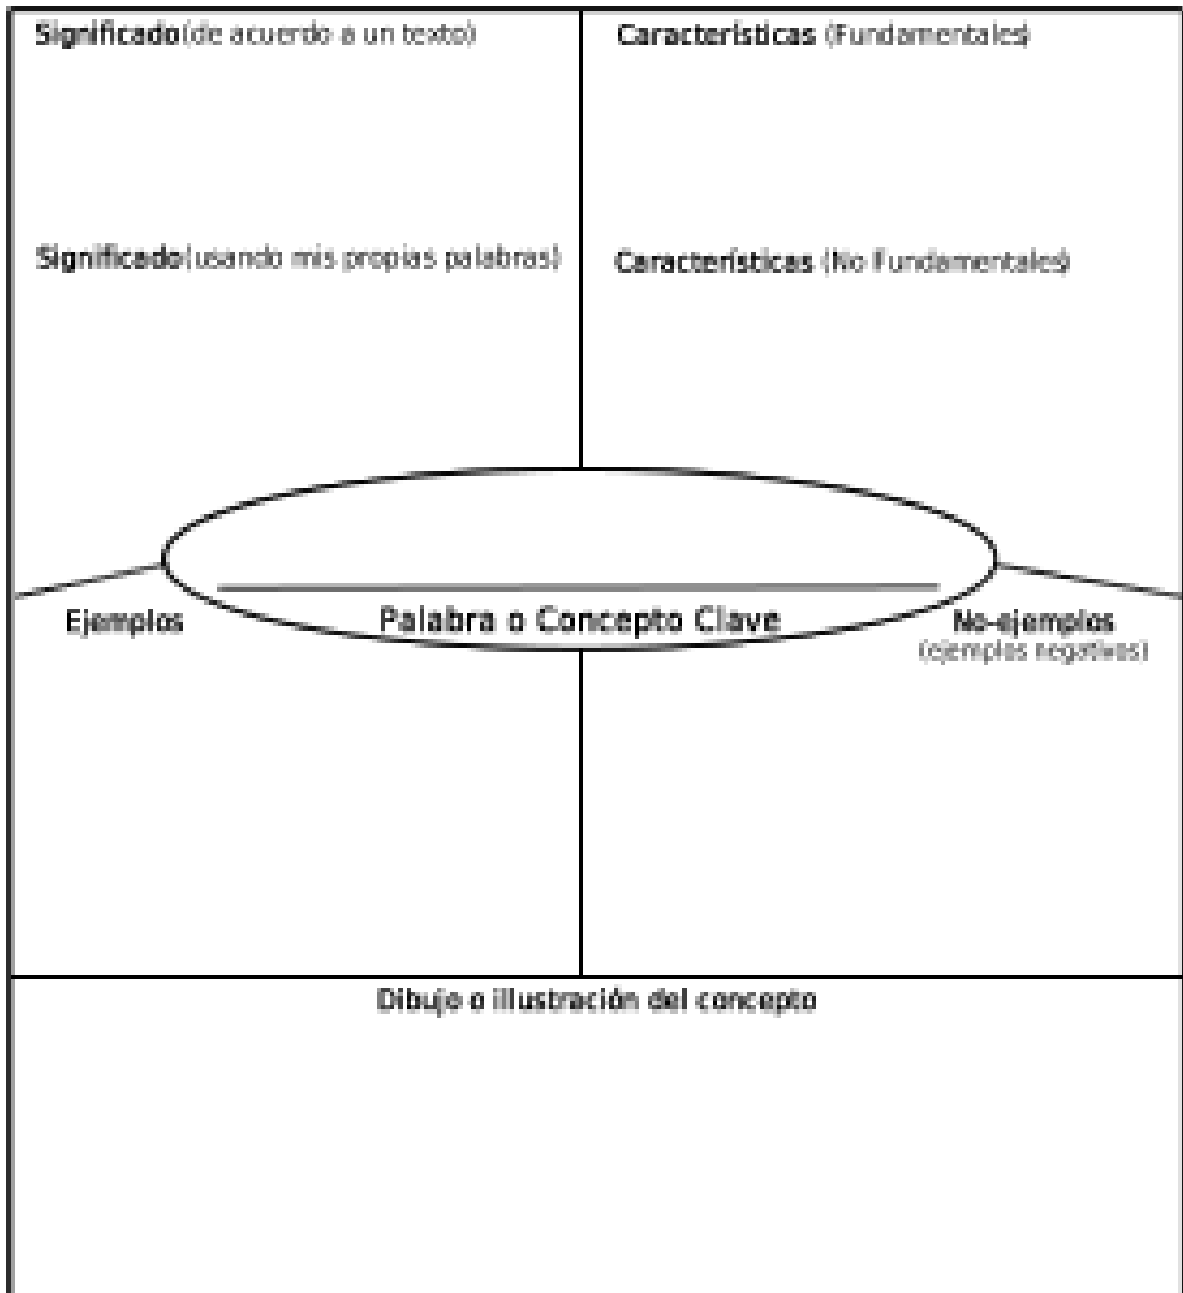 Significado(de acuerdo a un texto)
Características (Fundamentales)
Significado(usando mis propias palabras)
Características (No Fundamentales)
Palabra o Concepto Clave
Ejemplos
No-ejemplos
(ejemplos negativos)
Dibujo o illustración del concepto